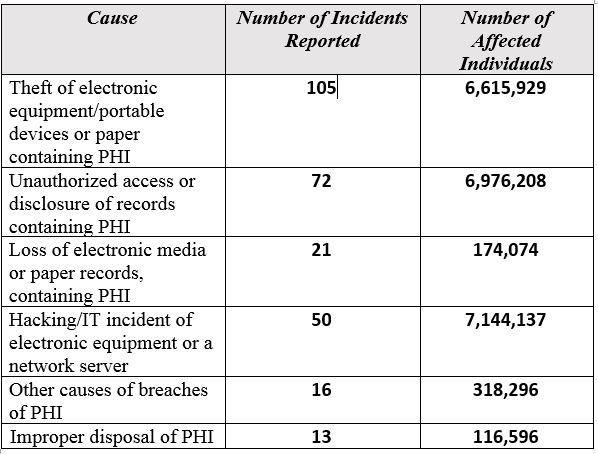 Cause Number of Incidents Number of
Reported Affected
Individuals
Theft of electronic 105 6,615,929
equipment/portable
devices or paper
containing PHI
Unauthorized access or 72 6,976,208
disclosure of records
containing PHI
Loss of electronic media 21 174,074
or paper records,
containing PHI
Hacking/IT incident of 50 7,144,137
electronic equipment or a
network server
Other causes of breaches 16 318,296
of PHI
Improper disposal of PHI 13 116,596